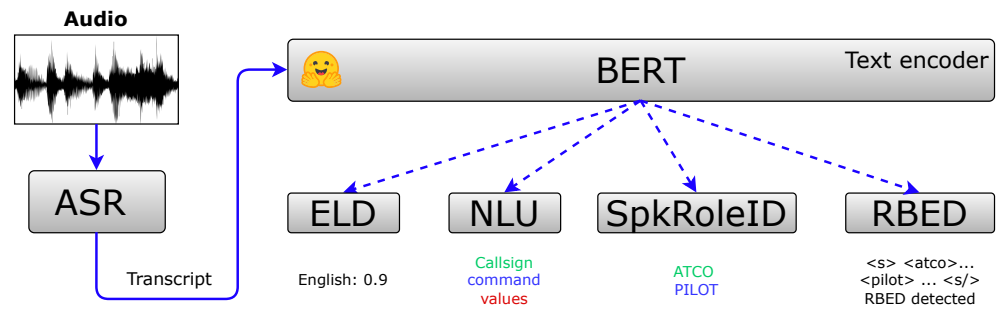 Audio
BERT
Text encoder
ASR
Transcript
ELD
NLU
SpkRoleID
RBED
English: 0.9
Callsign
command
values
ATCO
PILOT
<s> <atco>...
<pilot> ... <s/>
RBED detected